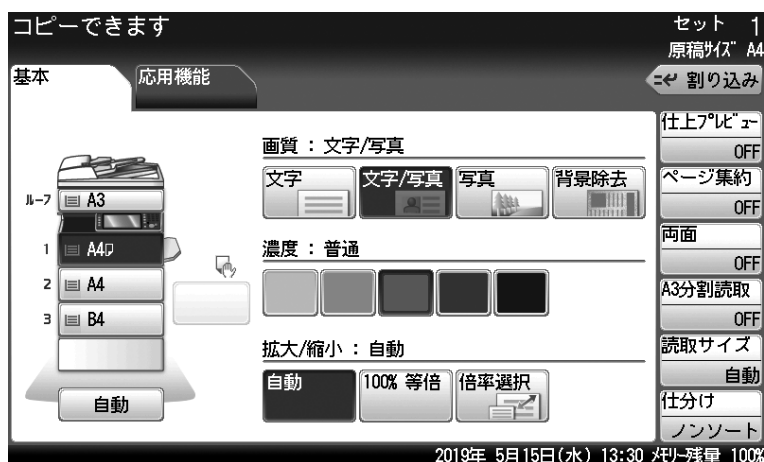 コピーできます
セット 1
原稿サイズ A4
基本
応用機能
割り込み
画質 : 文字/写真
文字
文字/写真
写真
背景除去
ルーフ A3
1 A4
2 A4
3 B4
自動
濃度 : 普通
拡大/縮小 : 自動
自動
100% 等倍
倍率選択
仕上プレビュー
OFF
ページ集約
OFF
両面
OFF
A3分割読取
OFF
読取サイズ
自動
仕分け
ノンソート
2019年 5月15日(水) 13:30 メモリー残量 100%